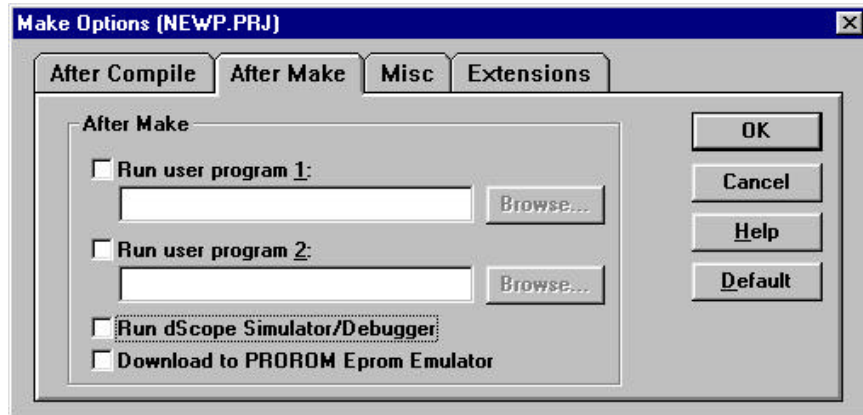 Make Options (NEWP.PRJ)
After Compile After Make Misc Extensions
After Make
Run user program 1:
Browse...
Run user program 2:
Browse...
Run dScope Simulator/Debugger
Download to PROROM Eprom Emulator
OK
Cancel
Help
Default